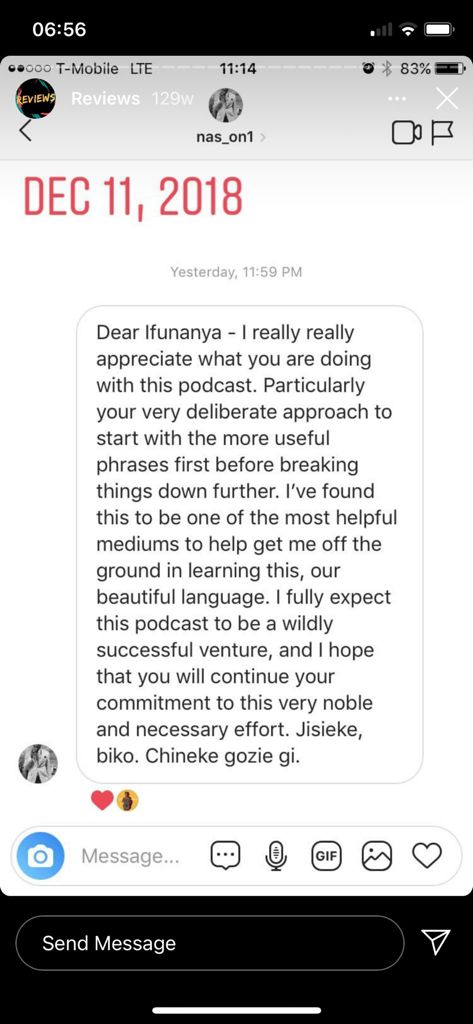 06:56
T-Mobile LTE 11:14 83%
REVIEWS
Reviews 129w
nas_on1
DEC 11, 2018
Yesterday, 11:59 PM
Dear Ifunanya - I really really
appreciate what you are doing
with this podcast. Particularly
your very deliberate approach to
start with the more useful
phrases first before breaking
things down further. I’ve found
this to be one of the most helpful
mediums to help get me off the
ground in learning this, our
beautiful language. I fully expect
this podcast to be a wildly
successful venture, and I hope
that you will continue your
commitment to this very noble
and necessary effort. Jisieke,
biko. Chineke gozie gi.
Message...
GIF
Send Message